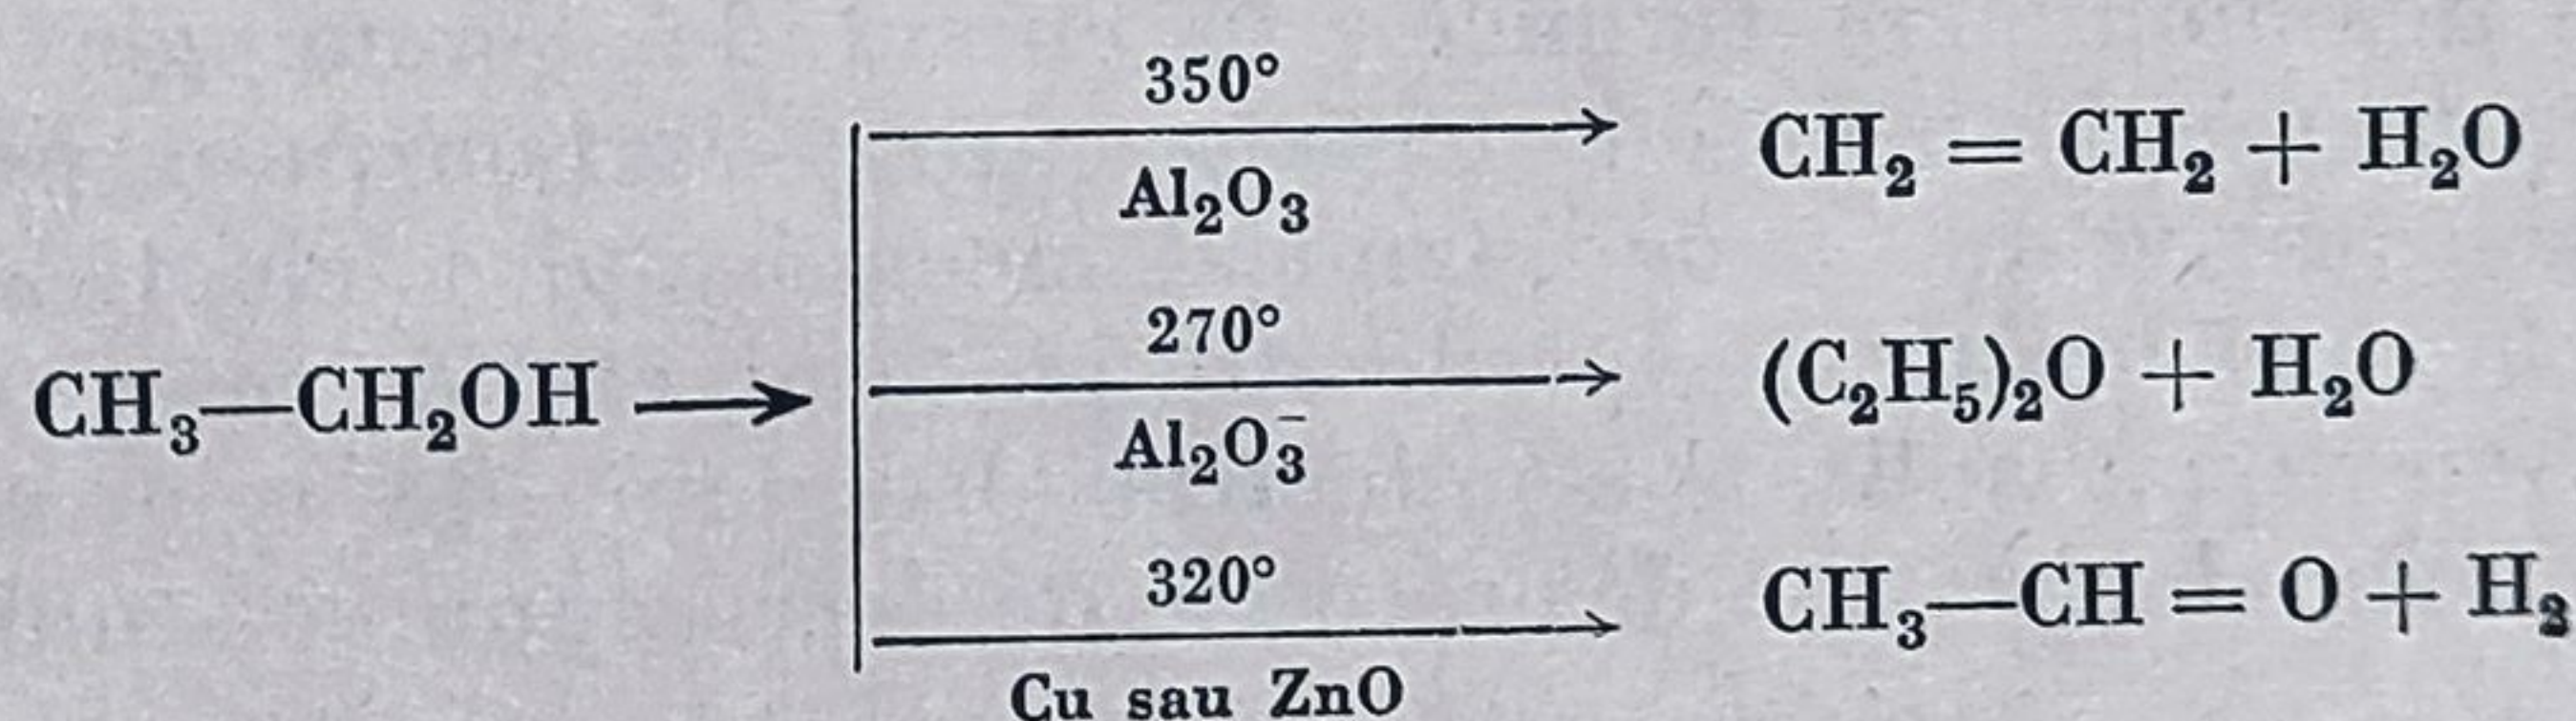 350°
CH₂ = CH₂ + H₂O
Al₂O₃
270°
CH₃—CH₂OH ⟶ (C₂H₅)₂O + H₂O
Al₂O₃⁻
320°
CH₃—CH = O + H₂
Cu sau ZnO